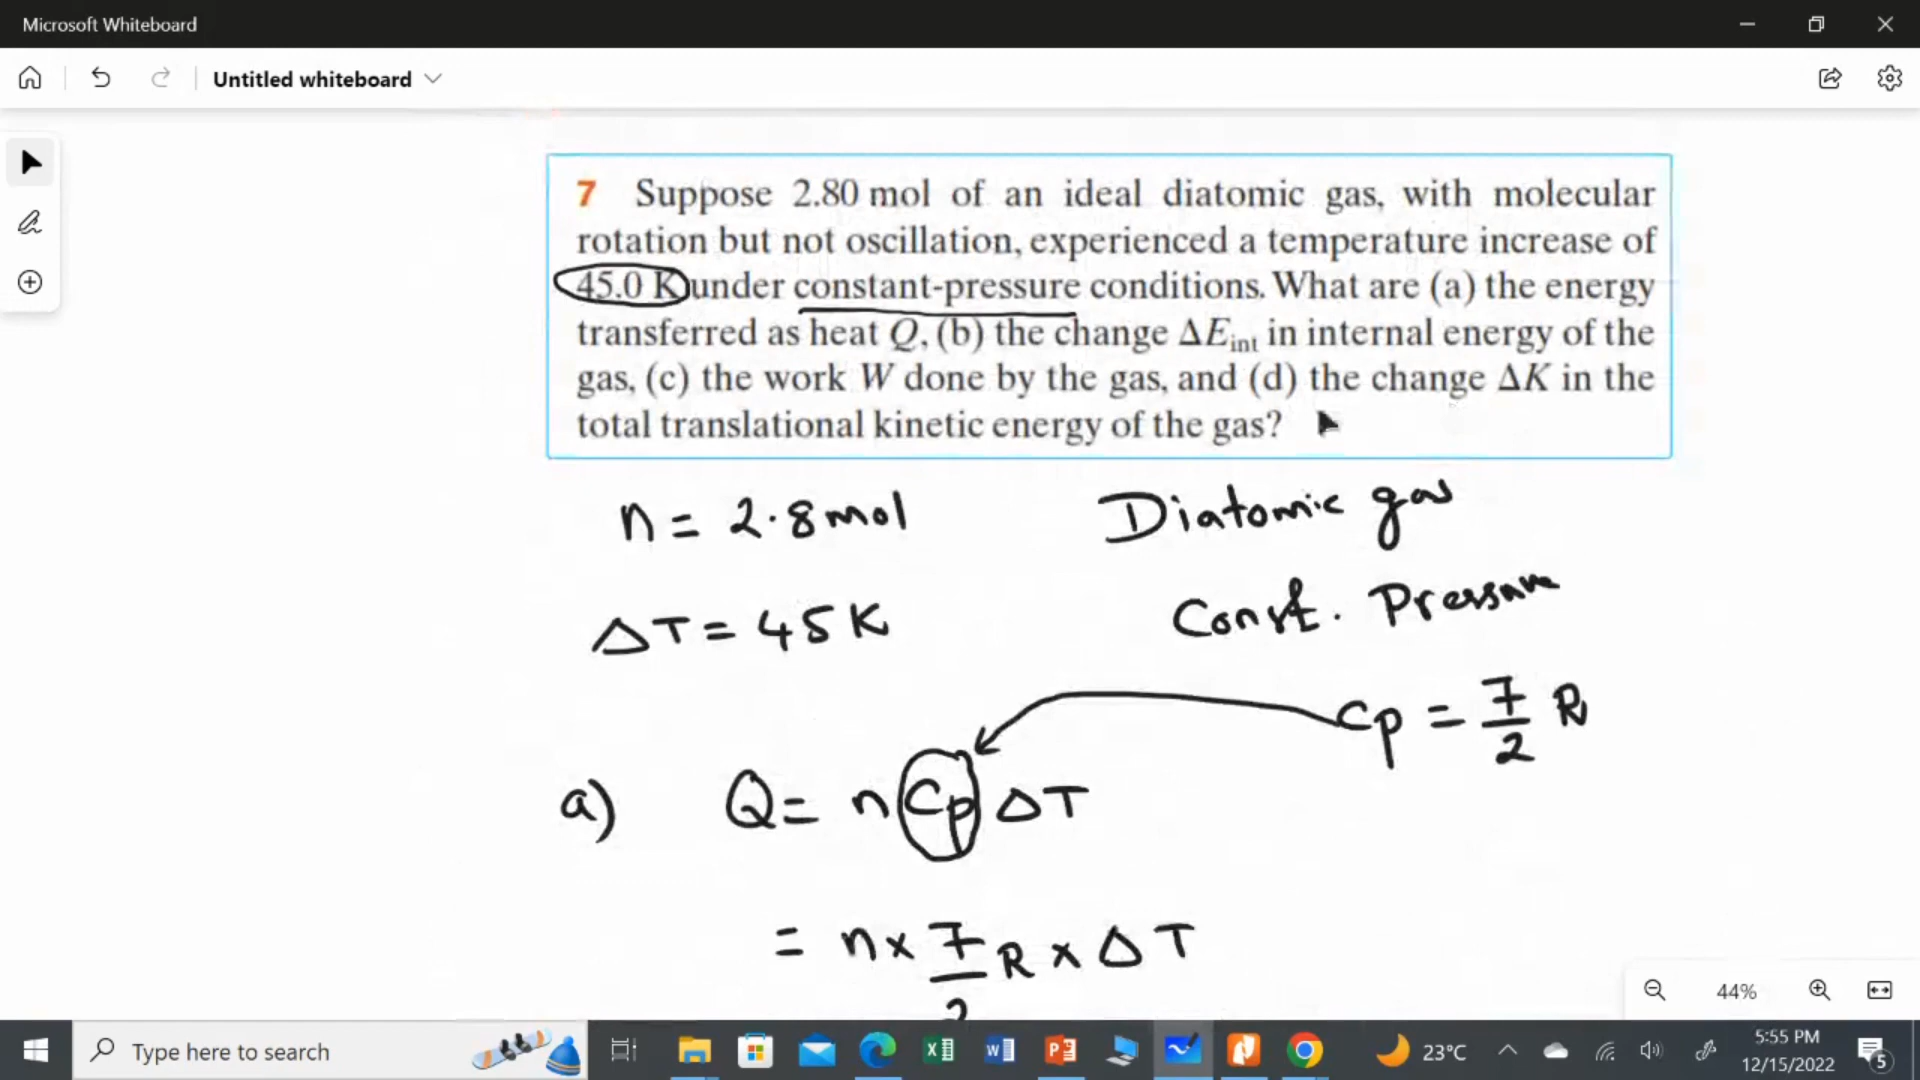 Microsoft Whiteboard
Untitled whiteboard
7 Suppose 2.80 mol of an ideal diatomic gas, with molecular
rotation but not oscillation, experienced a temperature increase of
45.0 K under constant-pressure conditions. What are (a) the energy
transferred as heat Q, (b) the change ΔE_int in internal energy of the
gas, (c) the work W done by the gas, and (d) the change ΔK in the
total translational kinetic energy of the gas?
n = 2.8 mol
Diatomic gas
ΔT = 45 K
Const. Pressure
Cp = 7/2 R
a) Q = n Cp ΔT
= n x 7/2 R x ΔT
44%
Type here to search
23°C
5:55 PM
12/15/2022
5